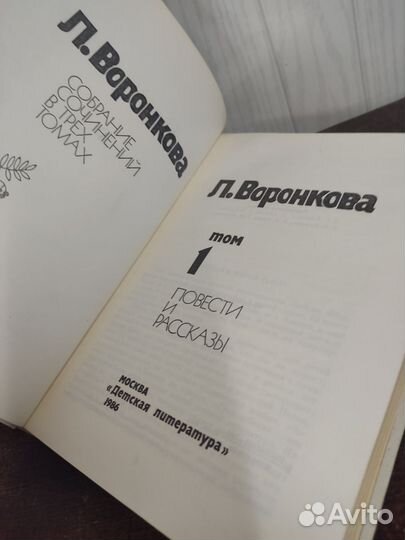 Л. Воронкова
СОБРАНИЕ
СОЧИНЕНИЙ
В ТРЕХ
ТОМАХ
Л. Воронкова
том
1
ПОВЕСТИ
И
РАССКАЗЫ
МОСКВА
«Детская литература»
1986
Avito